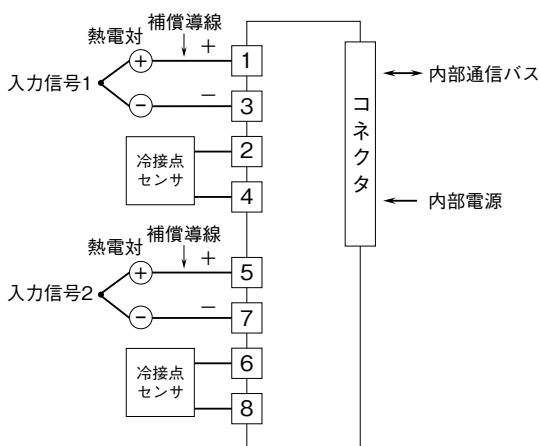 補償導線
熱電対
+
+
1
コネクタ
内部通信バス
入力信号1
−
−
3
2
冷接点
センサ
4
内部電源
補償導線
熱電対
+
+
5
入力信号2
−
−
7
6
冷接点
センサ
8